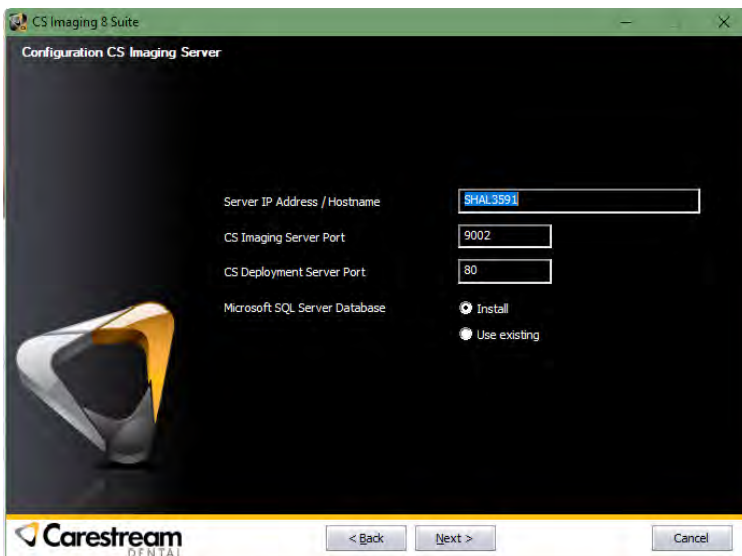 CS Imaging 8 Suite
Configuration CS Imaging Server
Server IP Address / Hostname SHAL3591
CS Imaging Server Port 9002
CS Deployment Server Port 80
Microsoft SQL Server Database Install
Use existing
Carestream
DENTAL
< Back Next > Cancel